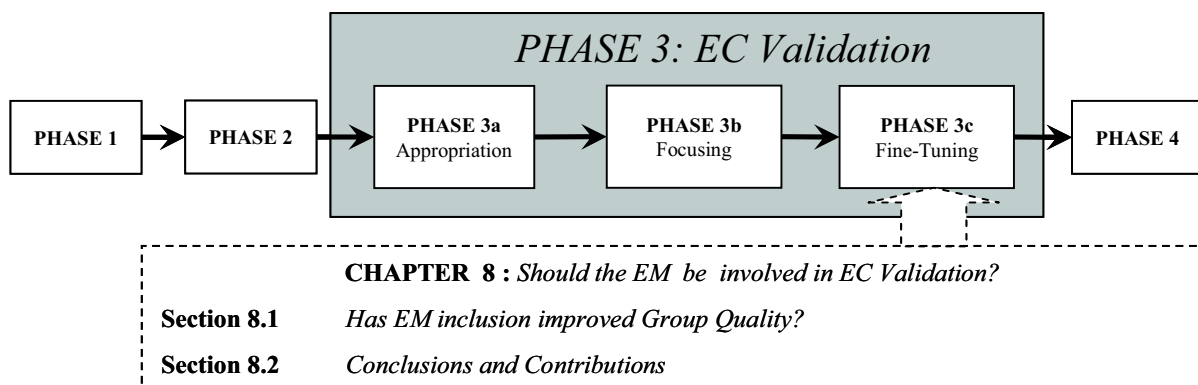 PHASE 3: EC Validation
PHASE 1
PHASE 2
PHASE 3a
Appropriation
PHASE 3b
Focusing
PHASE 3c
Fine-Tuning
PHASE 4
CHAPTER 8 : Should the EM be involved in EC Validation?
Section 8.1 Has EM inclusion improved Group Quality?
Section 8.2 Conclusions and Contributions